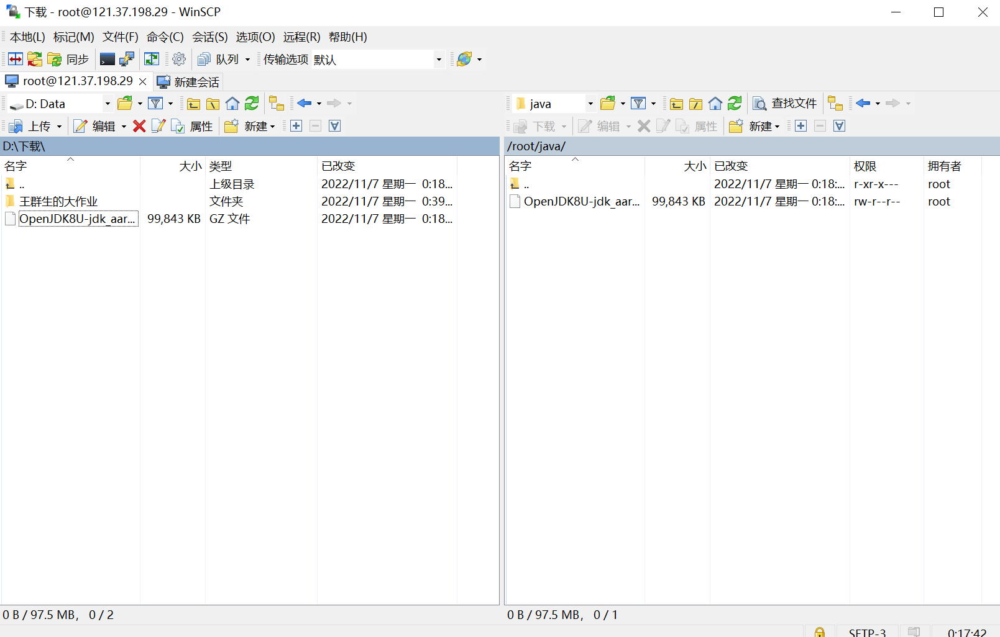 下载 - root@121.37.198.29 - WinSCP
本地(L) 标记(M) 文件(F) 命令(C) 会话(S) 选项(O) 远程(R) 帮助(H)
同步 队列 传输选项 默认
root@121.37.198.29 新建会话
D: Data java 查找文件
上传 编辑 属性 新建 下载 编辑 属性 新建
D:\下载\ /root/java/
名字 大小 类型 已改变 名字 大小 已改变 权限 拥有者
.. 上级目录 2022/11/7 星期一 0:18... .. 2022/11/7 星期一 0:18:... r-xr-x--- root
王群生的大作业 文件夹 2022/11/7 星期一 0:39... OpenJDK8U-jdk_aar... 99,843 KB 2022/11/7 星期一 0:18:... rw-r--r-- root
OpenJDK8U-jdk_aar... 99,843 KB GZ 文件 2022/11/7 星期一 0:18...
0 B / 97.5 MB， 0 / 2 0 B / 97.5 MB， 0 / 1
SFTP-3 0:17:42